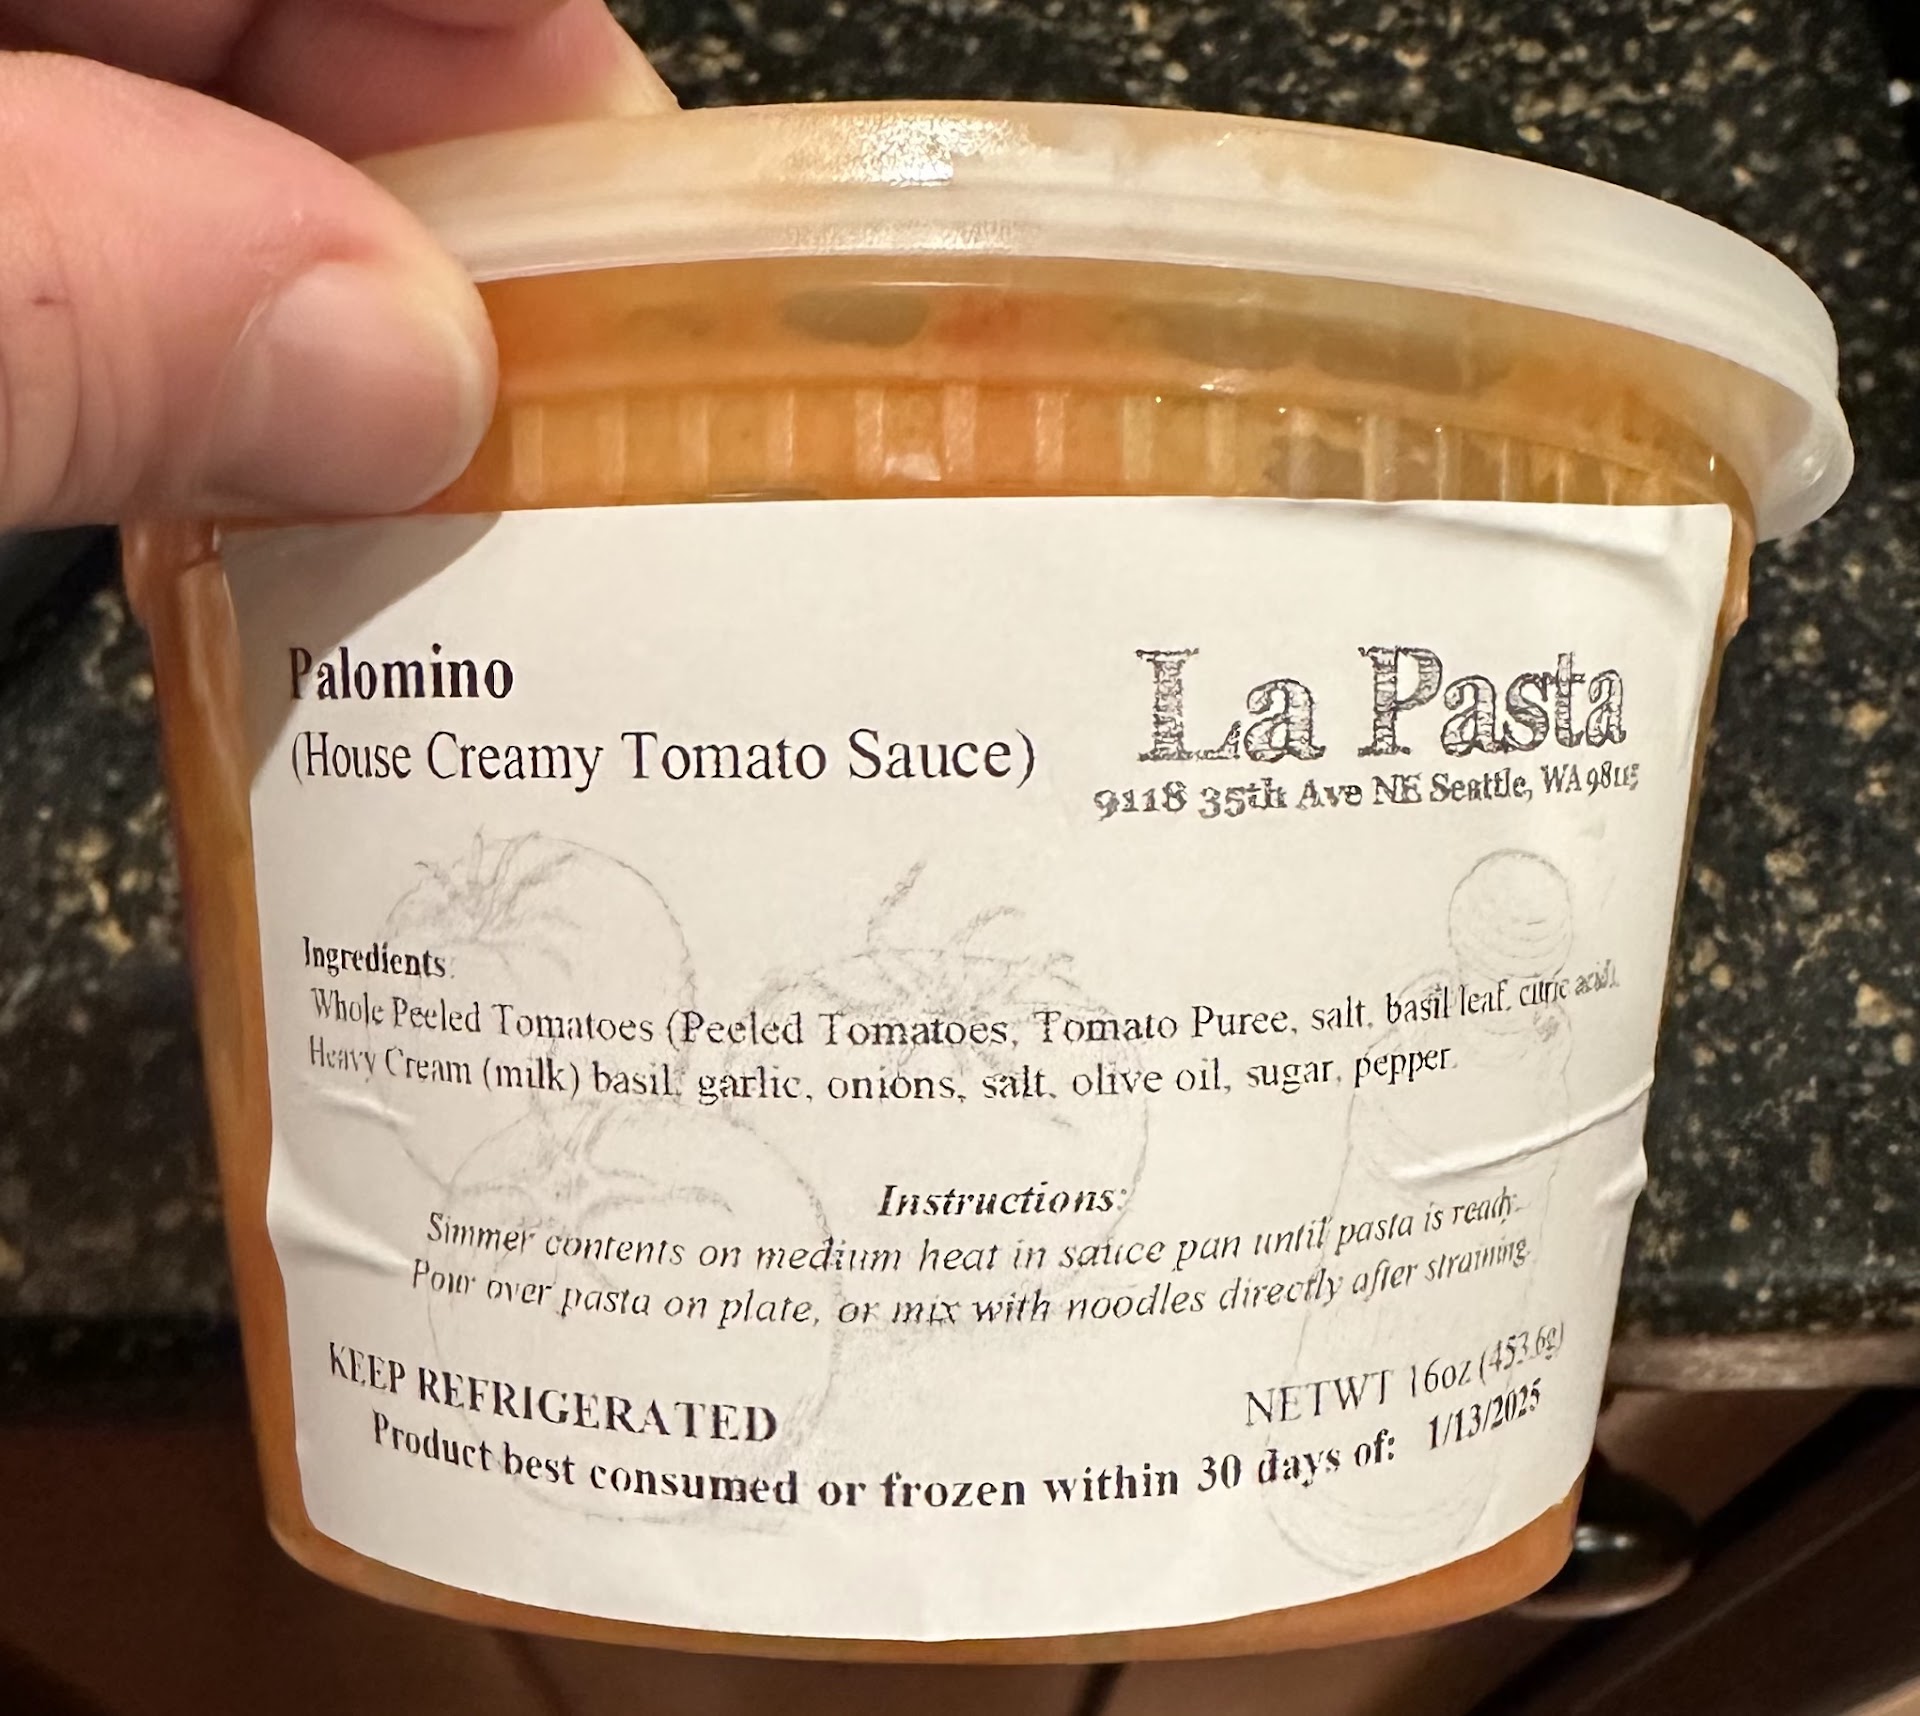 Palomino
(House Creamy Tomato Sauce)
La Pasta
9118 35th Ave NE Seattle, WA 98115
Ingredients:
Whole Peeled Tomatoes (Peeled Tomatoes, Tomato Puree, salt, basil leaf, citric acid),
Heavy Cream (milk) basil, garlic, onions, salt, olive oil, sugar, pepper.
Instructions:
Simmer contents on medium heat in sauce pan until pasta is ready.
Pour over pasta on plate, or mix with noodles directly after straining.
KEEP REFRIGERATED
NETWT 16oz (453.6g)
Product best consumed or frozen within 30 days of: 1/13/2025